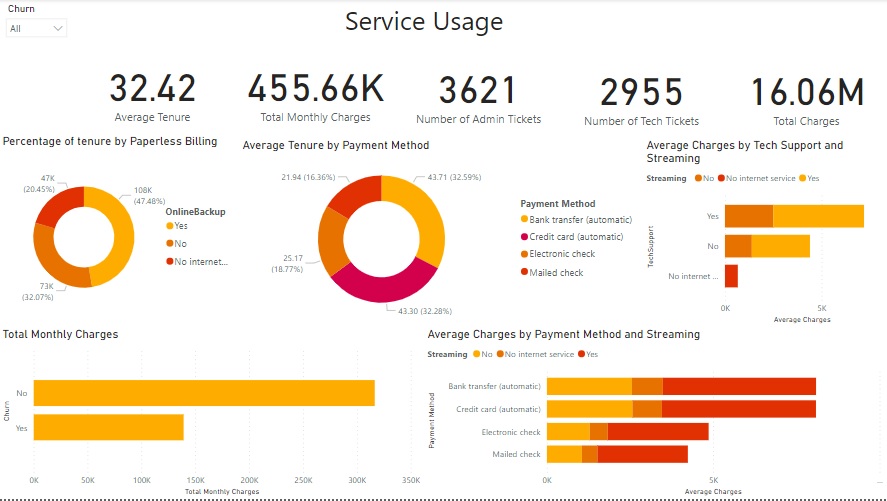 Churn
All
Service Usage
32.42
Average Tenure
455.66K
Total Monthly Charges
3621
Number of Admin Tickets
2955
Number of Tech Tickets
16.06M
Total Charges
Percentage of tenure by Paperless Billing
47K
(20.45%)
108K
(47.48%)
73K
(32.07%)
OnlineBackup
Yes
No
No internet...
Average Tenure by Payment Method
21.94 (16.36%)
43.71 (32.59%)
25.17
(18.77%)
43.30 (32.28%)
Payment Method
Bank transfer (automatic)
Credit card (automatic)
Electronic check
Mailed check
Average Charges by Tech Support and
Streaming
Streaming No No internet service Yes
TechSupport
Yes
No
No internet ...
0K 5K
Average Charges
Total Monthly Charges
Churn
No
Yes
0K 50K 100K 150K 200K 250K 300K 350K
Total Monthly Charges
Average Charges by Payment Method and Streaming
Streaming No No internet service Yes
Payment Method
Bank transfer (automatic)
Credit card (automatic)
Electronic check
Mailed check
0K 5K
Average Charges